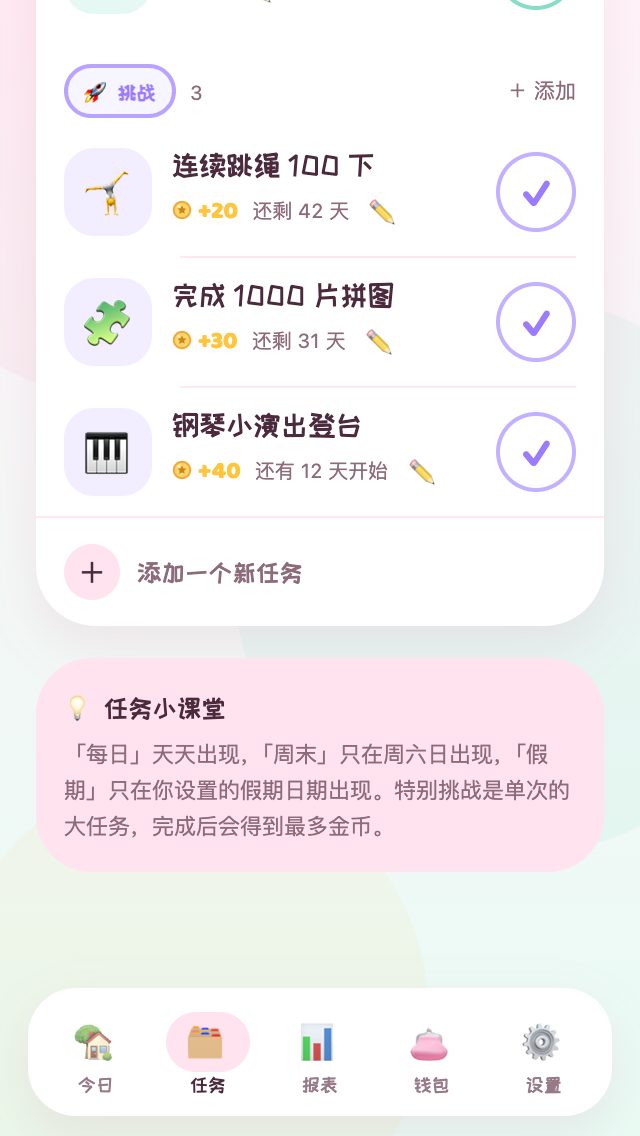 挑战 3 + 添加
连续跳绳 100 下
+20 还剩 42 天
完成 1000 片拼图
+30 还剩 31 天
钢琴小演出登台
+40 还有 12 天开始
+ 添加一个新任务
任务小课堂
「每日」天天出现，「周末」只在周六日出现，「假
期」只在你设置的假期日期出现。特别挑战是单次的
大任务，完成后会得到最多金币。
今日 任务 报表 钱包 设置